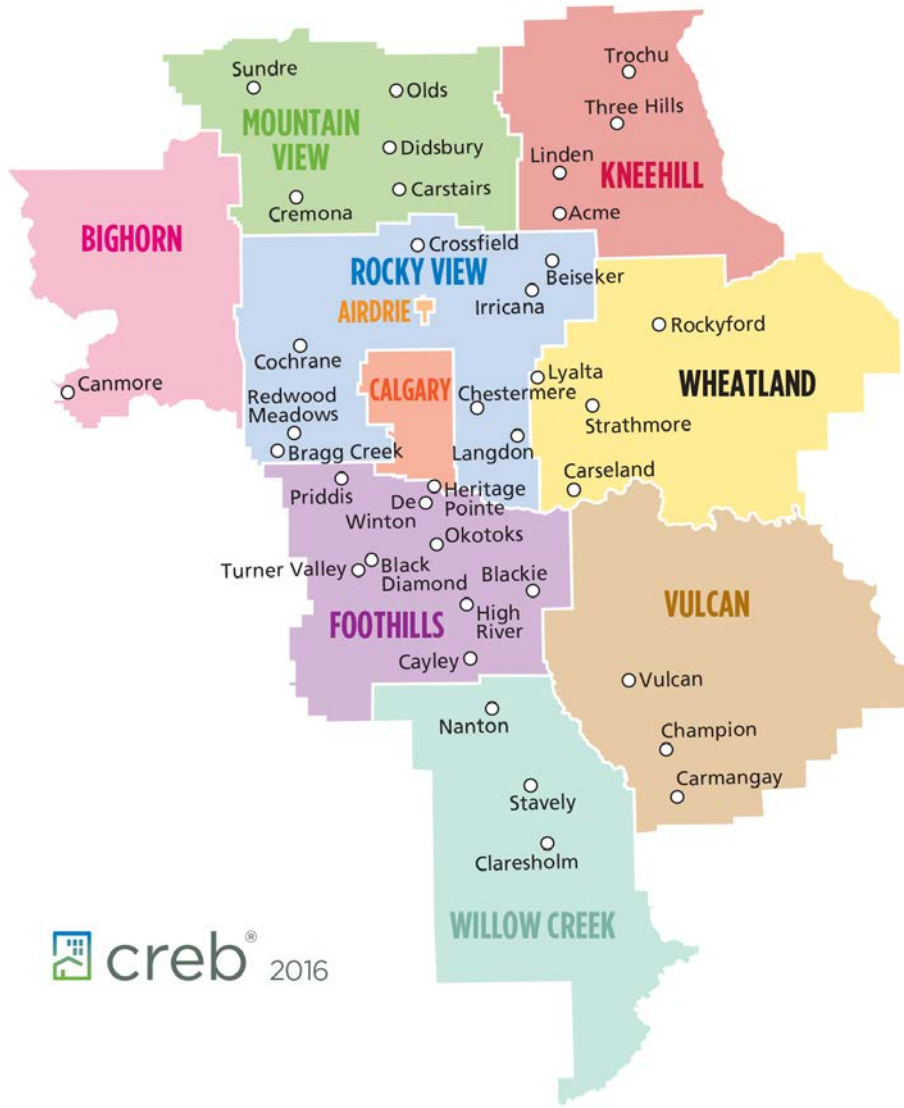 Sundre
Olds
Trochu
Three Hills
MOUNTAIN
VIEW
Didsbury
Linden
KNEEHILL
Carstairs
Cremona
Acme
BIGHORN
Crossfield
ROCKY VIEW
Beiseker
Irricana
AIRDRIE
Rockyford
Cochrane
Canmore
CALGARY
Lyalta
WHEATLAND
Redwood
Meadows
Chestermere
Strathmore
Bragg Creek
Langdon
Carseland
Priddis
Heritage
Pointe
De
Winton
Okotoks
Turner Valley
Black
Diamond
Blackie
VULCAN
FOOTHILLS
High
River
Cayley
Vulcan
Nanton
Champion
Stavely
Carmangay
Claresholm
WILLOW CREEK
creb® 2016